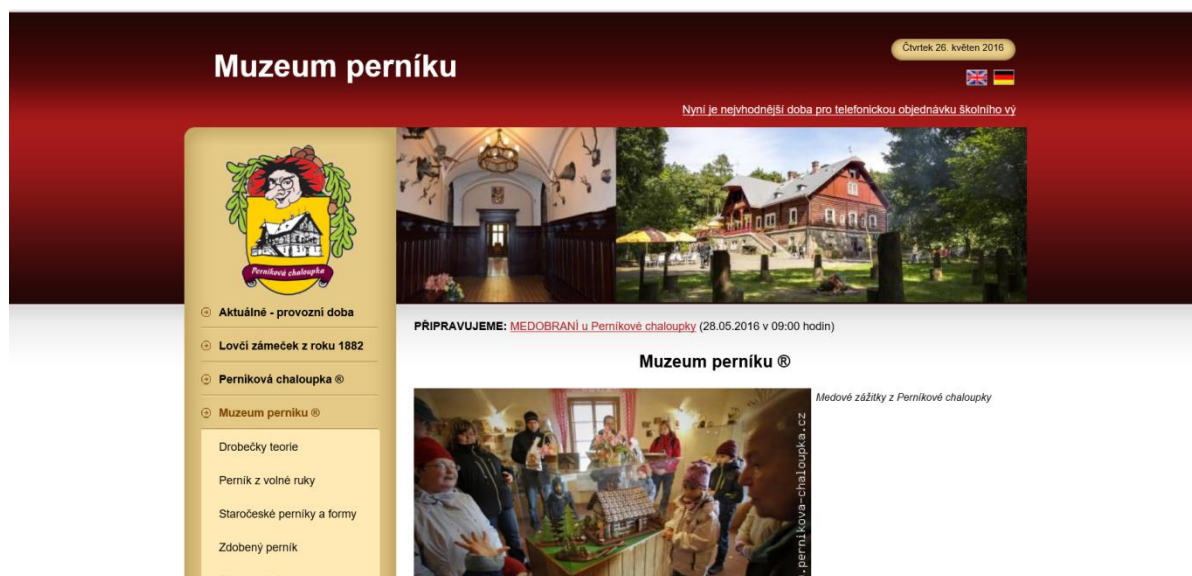 Muzeum perníku
Čtvrtek 26. květen 2016
Nyní je nejvhodnější doba pro telefonickou objednávku školního vý
Perníková chaloupka
Aktuálně - provozní doba
Lovčí zámeček z roku 1882
Perníková chaloupka ®
Muzeum perníku ®
Drobečky teorie
Perník z volné ruky
Staročeské perníky a formy
Zdobený perník
PŘIPRAVUJEME: MEDOBRANÍ u Perníkové chaloupky (28.05.2016 v 09:00 hodin)
Muzeum perníku ®
Medové zážitky z Perníkové chaloupky
.pernikova-chaloupka.cz